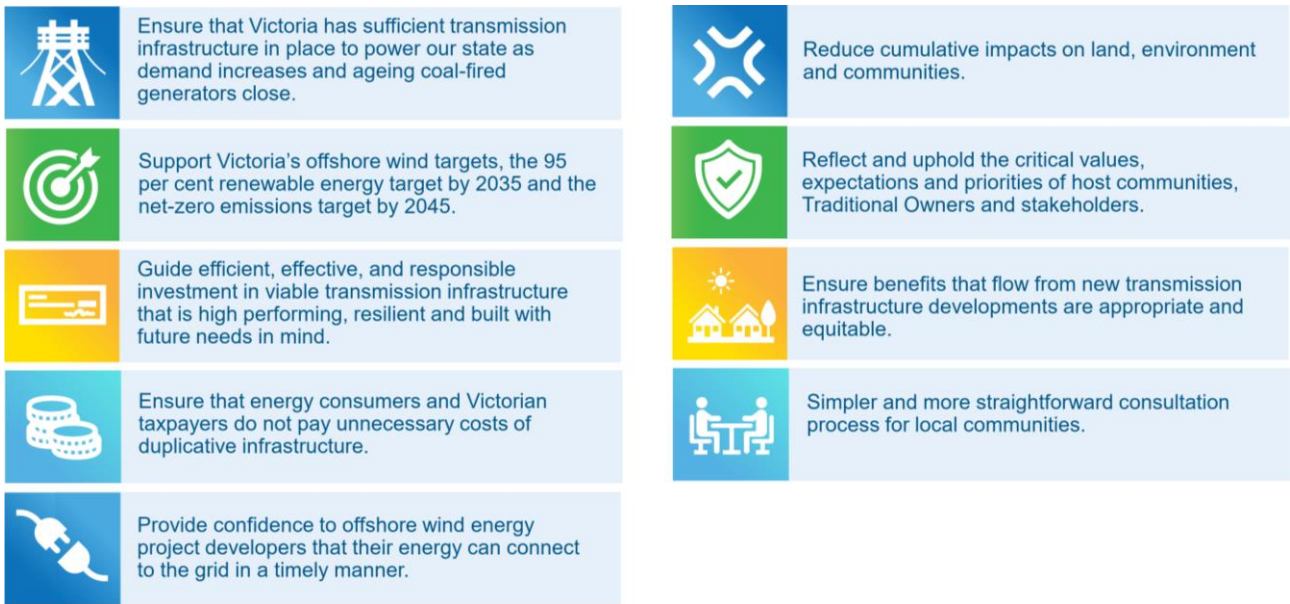 Ensure that Victoria has sufficient transmission
infrastructure in place to power our state as
demand increases and ageing coal-fired
generators close.
Support Victoria's offshore wind targets, the 95
per cent renewable energy target by 2035 and the
net-zero emissions target by 2045.
Guide efficient, effective, and responsible
investment in viable transmission infrastructure
that is high performing, resilient and built with
future needs in mind.
Ensure that energy consumers and Victorian
taxpayers do not pay unnecessary costs of
duplicative infrastructure.
Provide confidence to offshore wind energy
project developers that their energy can connect
to the grid in a timely manner.
Reduce cumulative impacts on land, environment
and communities.
Reflect and uphold the critical values,
expectations and priorities of host communities,
Traditional Owners and stakeholders.
Ensure benefits that flow from new transmission
infrastructure developments are appropriate and
equitable.
Simpler and more straightforward consultation
process for local communities.